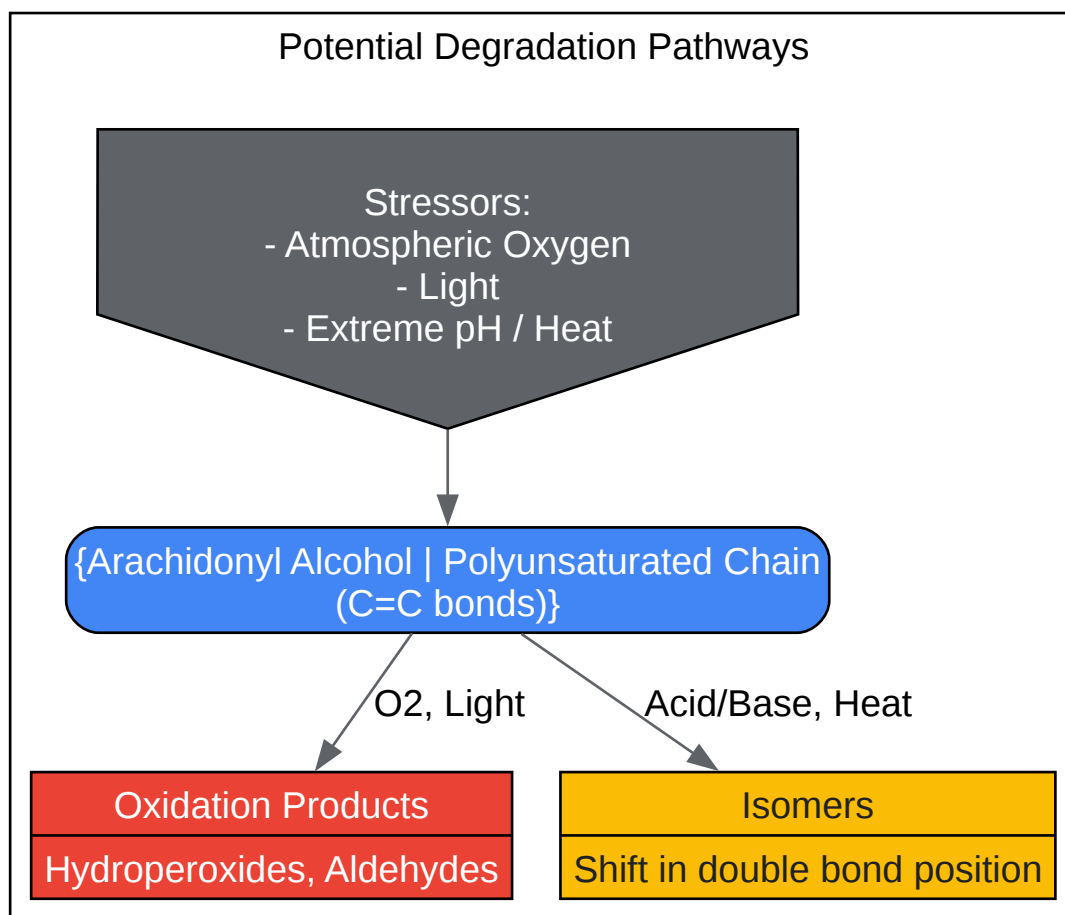 Potential Degradation Pathways
Stressors:
- Atmospheric Oxygen
- Light
- Extreme pH / Heat
{Arachidonyl Alcohol | Polyunsaturated Chain
(C=C bonds)}
O2, Light
Acid/Base, Heat
Oxidation Products
Hydroperoxides, Aldehydes
Isomers
Shift in double bond position